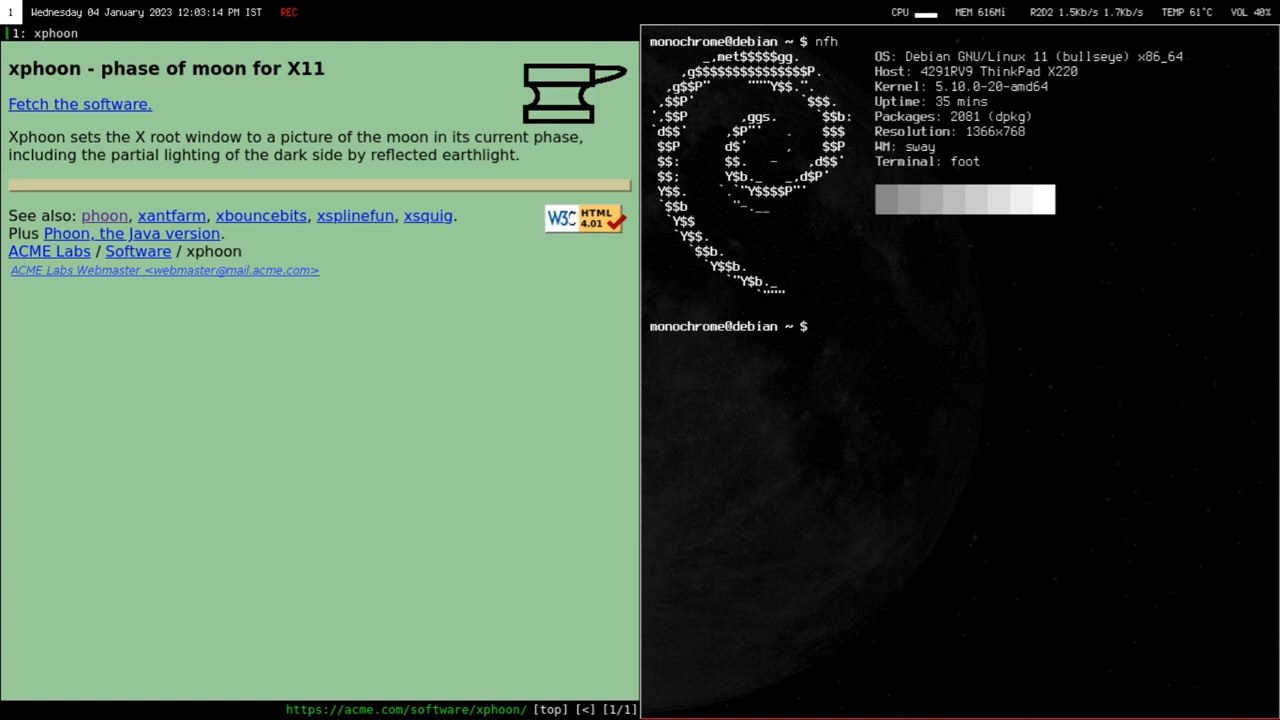 1 Wednesday 04 January 2023 12:03:14 PM IST REC CPU MEM 616Mi R2D2 1.5Kb/s 1.7Kb/s TEMP 61°C VOL 40%
1: xphoon
xphoon - phase of moon for X11
Fetch the software.
Xphoon sets the X root window to a picture of the moon in its current phase,
including the partial lighting of the dark side by reflected earthlight.
See also: phoon, xantfarm, xbouncebits, xsplinefun, xsquig.
W3C HTML 4.01
Plus Phoon, the Java version.
ACME Labs / Software / xphoon
ACME Labs Webmaster <webmaster@mail.acme.com>
https://acme.com/software/xphoon/ [top] [<] [1/1]
monochrome@debian ~ $ nfh
_,met$$$$$gg.
,g$$$$$$$$$$$$$$$P.
,g$$P"     """Y$$.".
,$$P'              `$$$.
',$$P       ,ggs.     `$$b:
`d$$'     ,$P"'   .    $$$
$$P      d$'     ,    $$P
$$:      $$.   -    ,d$$'
$$;      Y$b._   _,d$P'
Y$$.    `.`"Y$$$$P"'
`$$b      "-.__
`Y$$
`Y$$.
`$$b.
`Y$$b.
`"Y$b._
`"""
OS: Debian GNU/Linux 11 (bullseye) x86_64
Host: 4291RV9 ThinkPad X220
Kernel: 5.10.0-20-amd64
Uptime: 35 mins
Packages: 2081 (dpkg)
Resolution: 1366x768
WM: sway
Terminal: foot
monochrome@debian ~ $